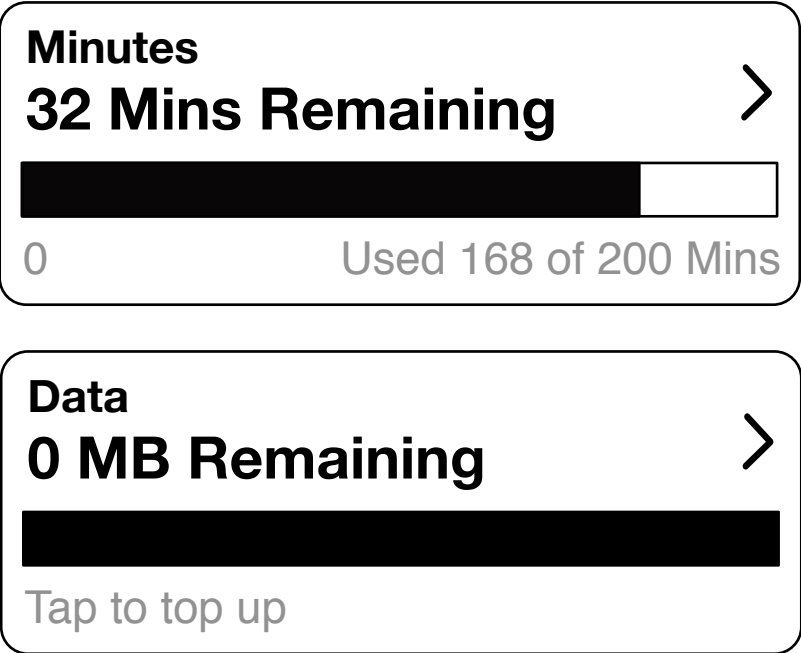 Minutes
32 Mins Remaining
0 Used 168 of 200 Mins
Data
0 MB Remaining
Tap to top up